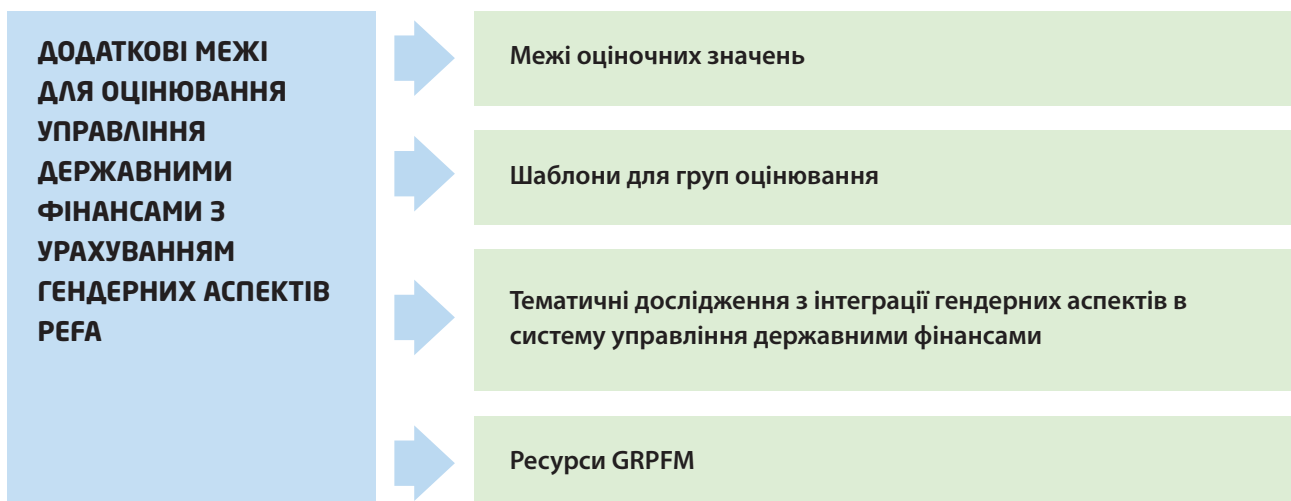 ДОДАТКОВІ МЕЖІ
ДЛЯ ОЦІНЮВАННЯ
УПРАВЛІННЯ
ДЕРЖАВНИМИ
ФІНАНСАМИ З
УРАХУВАННЯМ
ГЕНДЕРНИХ АСПЕКТІВ
PEFA
Межі оціночних значень
Шаблони для груп оцінювання
Тематичні дослідження з інтеграції гендерних аспектів в
систему управління державними фінансами
Ресурси GRPFM